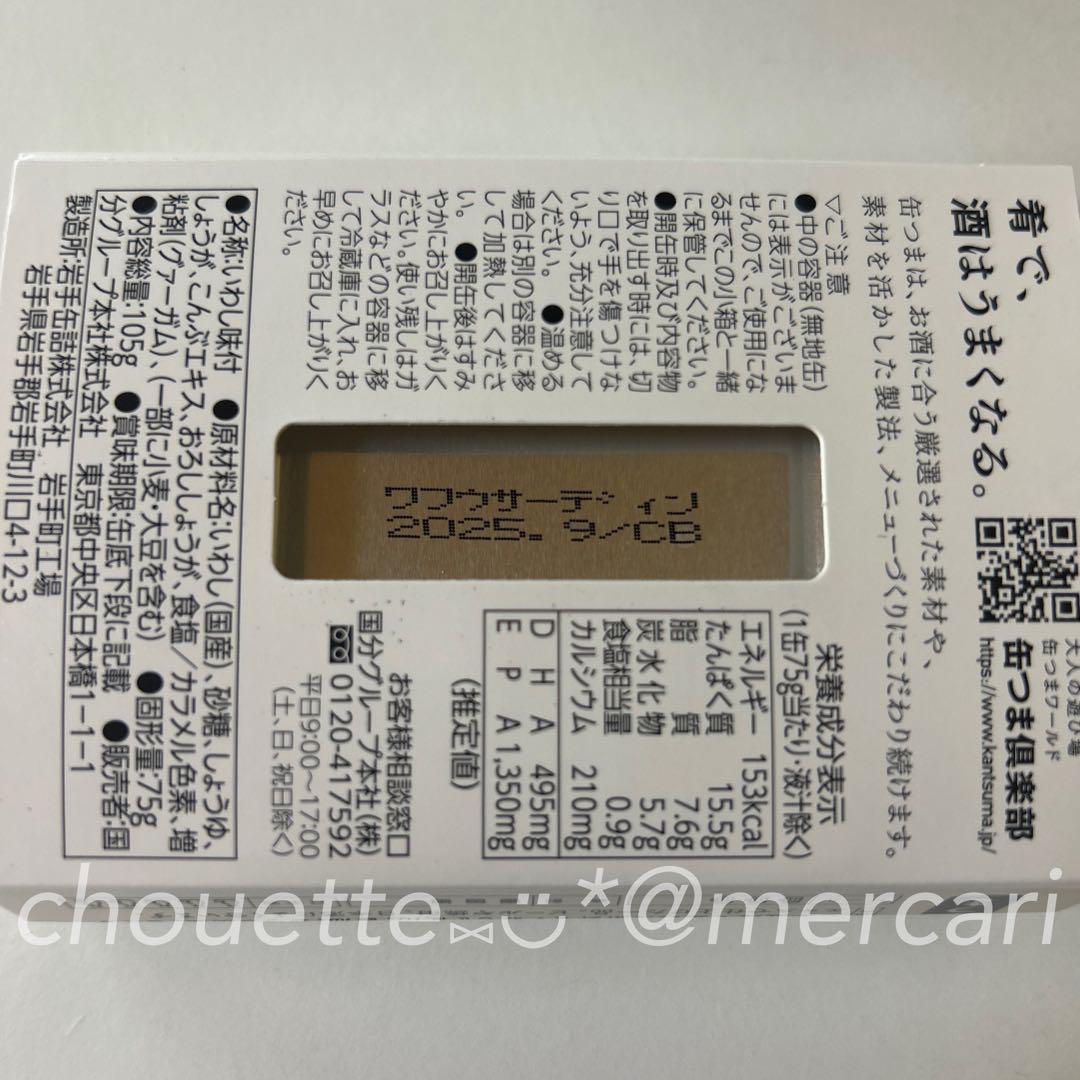 肴で、
酒はうまくなる。
缶つまは、お酒に合う厳選された素材や、
素材を活かした製法、メニューづくりにこだわり続けます。
大人の遊び場
缶つまワールド
缶つま倶楽部
https://www.kantsuma.jp/
▽ご注意
●中の容器(無地缶)
には表示がございま
せんので、ご使用にな
るまでこの小箱と一緒
に保管してください。
●開缶時及び内容物
を取り出す時には、切
り口で手を傷つけな
いよう、充分注意して
ください。●温める
場合は別の容器に移
して加熱してくださ
い。●開缶後はすみ
やかにお召し上がりく
ださい。使い残しはガ
ラスなどの容器に移
して冷蔵庫に入れ、お
早めにお召し上がりく
ださい。
ワフウサーディン
2025. 9/CB
栄養成分表示
(1缶75g当たり・液汁除く)
エネルギー 153kcal
たんぱく質 15.5g
脂質 7.6g
炭水化物 5.7g
食塩相当量 0.9g
カルシウム 210mg
(推定値)
DHA 495mg
EPA 1,350mg
お客様相談窓口
国分グループ本社(株)
0120-417592
平日9:00〜17:00
(土、日、祝日除く)
●名称:いわし味付 ●原材料名:いわし(国産)、砂糖、しょうゆ、
しょうが、こんぶエキス、おろししょうが、食塩/カラメル色素、増
粘剤(グァーガム)、(一部に小麦・大豆を含む) ●固形量:75g
●内容総量:105g ●賞味期限:缶底下段に記載 ●販売者:国
分グループ本社株式会社 東京都中央区日本橋1-1-1
製造所:岩手缶詰株式会社 岩手町工場
岩手県岩手郡岩手町川口4-12-3
chouette *@mercari